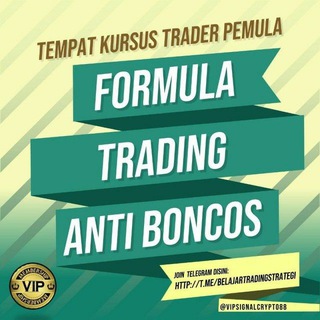 TEMPAT KURSUS TRADER PEMULA
FORMULA
TRADING
ANTI BONCOS
VIP
JOIN TELEGRAM DISINI:
HTTP://T.ME/BELAJARTRADINGSTRATEGI
@VIPSIGNALCRYPTO88